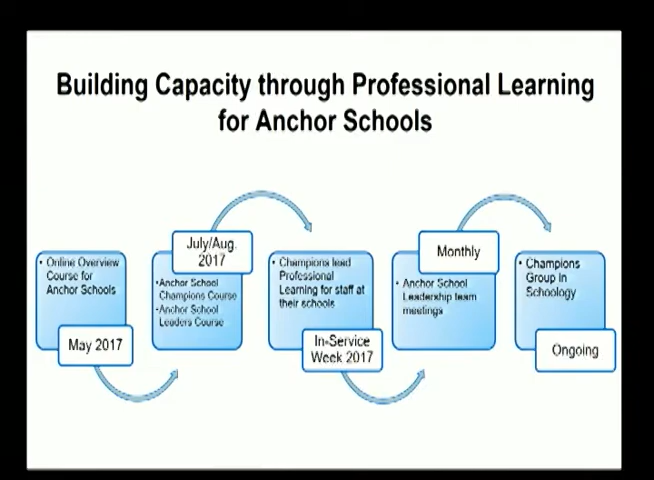 Building Capacity through Professional Learning
for Anchor Schools
• Online Overview
Course for
Anchor Schools
May 2017
July/Aug.
2017
•Anchor School
Champions Course
•Anchor School
Leaders Course
• Champions lead
Professional
Learning for staff at
their schools
In-Service
Week 2017
Monthly
• Anchor School
Leadership team
meetings
• Champions
Group In
Schoology
Ongoing